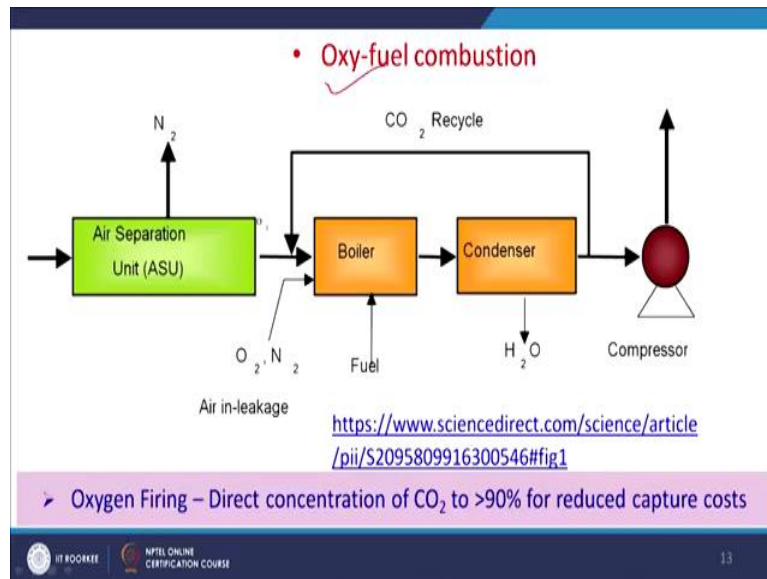 • Oxy-fuel combustion
N2
CO2 Recycle
Air Separation
Unit (ASU)
Boiler
Condenser
O2, N2
Fuel
H2O
Compressor
Air in-leakage
https://www.sciencedirect.com/science/article
/pii/S2095809916300546#fig1
➢ Oxygen Firing – Direct concentration of CO2 to >90% for reduced capture costs
IIT ROORKEE
NPTEL ONLINE
CERTIFICATION COURSE
13